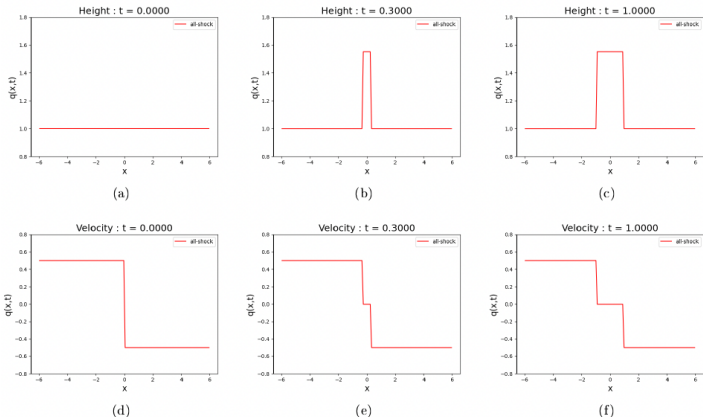 Height : t = 0.0000
all-shock
q(x,t)
1.8
1.6
1.4
1.2
1.0
0.8
-6 -4 -2 0 2 4 6
x
(a)
Height : t = 0.3000
all-shock
q(x,t)
1.8
1.6
1.4
1.2
1.0
0.8
-6 -4 -2 0 2 4 6
x
(b)
Height : t = 1.0000
all-shock
q(x,t)
1.8
1.6
1.4
1.2
1.0
0.8
-6 -4 -2 0 2 4 6
x
(c)
Velocity : t = 0.0000
all-shock
q(x,t)
0.8
0.6
0.4
0.2
0.0
-0.2
-0.4
-0.6
-0.8
-6 -4 -2 0 2 4 6
x
(d)
Velocity : t = 0.3000
all-shock
q(x,t)
0.8
0.6
0.4
0.2
0.0
-0.2
-0.4
-0.6
-0.8
-6 -4 -2 0 2 4 6
x
(e)
Velocity : t = 1.0000
all-shock
q(x,t)
0.8
0.6
0.4
0.2
0.0
-0.2
-0.4
-0.6
-0.8
-6 -4 -2 0 2 4 6
x
(f)